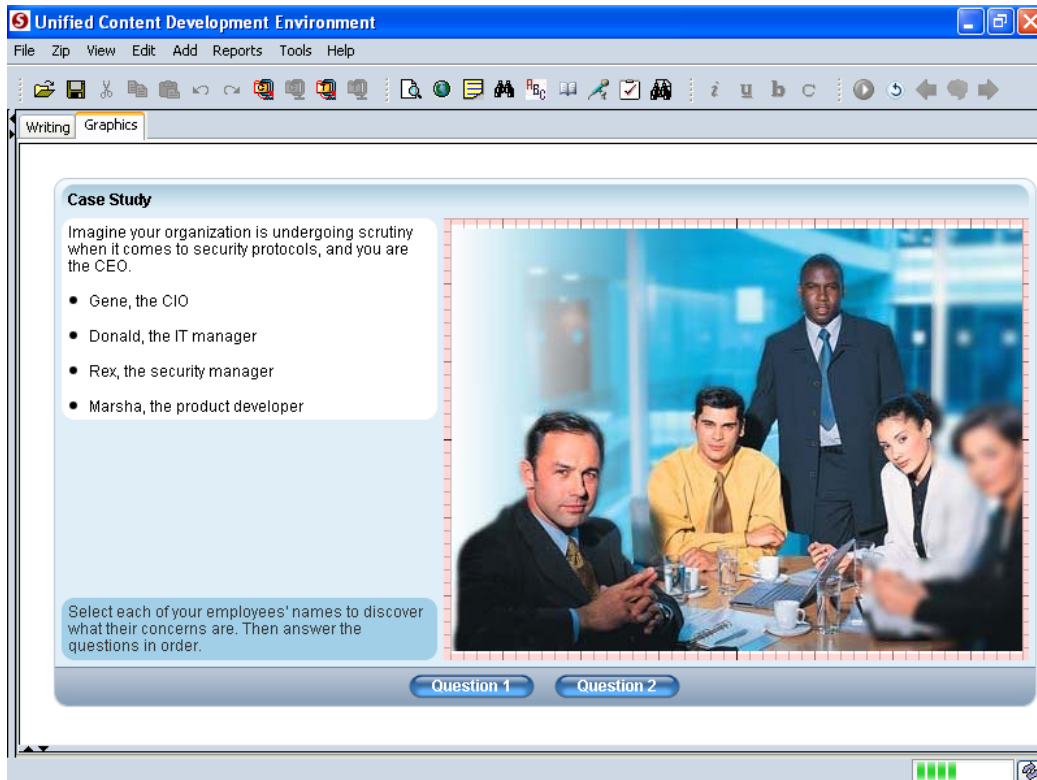 Unified Content Development Environment
File Zip View Edit Add Reports Tools Help
ABC i u b c
Writing Graphics
Case Study
Imagine your organization is undergoing scrutiny
when it comes to security protocols, and you are
the CEO.
Gene, the CIO
Donald, the IT manager
Rex, the security manager
Marsha, the product developer
Select each of your employees' names to discover
what their concerns are. Then answer the
questions in order.
Question 1 Question 2